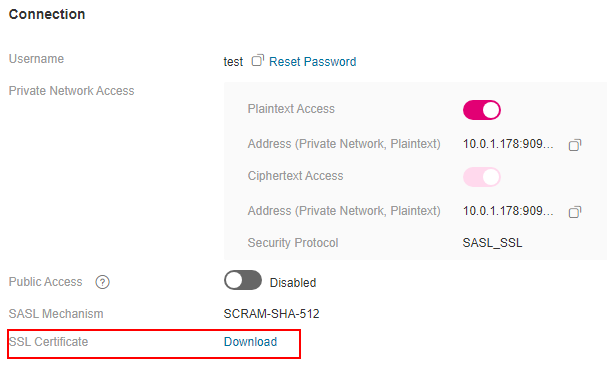 Connection
Username test Reset Password
Private Network Access
Plaintext Access
Address (Private Network, Plaintext) 10.0.1.178:909...
Ciphertext Access
Address (Private Network, Plaintext) 10.0.1.178:909...
Security Protocol SASL_SSL
Public Access ? Disabled
SASL Mechanism SCRAM-SHA-512
SSL Certificate Download